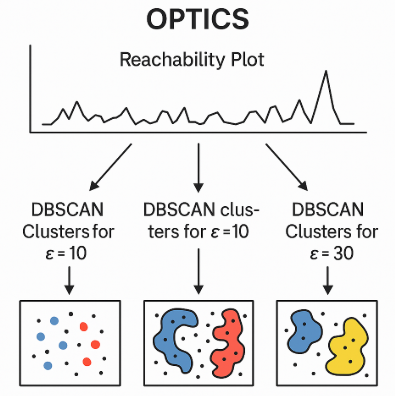 OPTICS
Reachability Plot
DBSCAN
Clusters for
ε = 10
DBSCAN clus-
ters for ε =10
DBSCAN
Clusters for
ε = 30